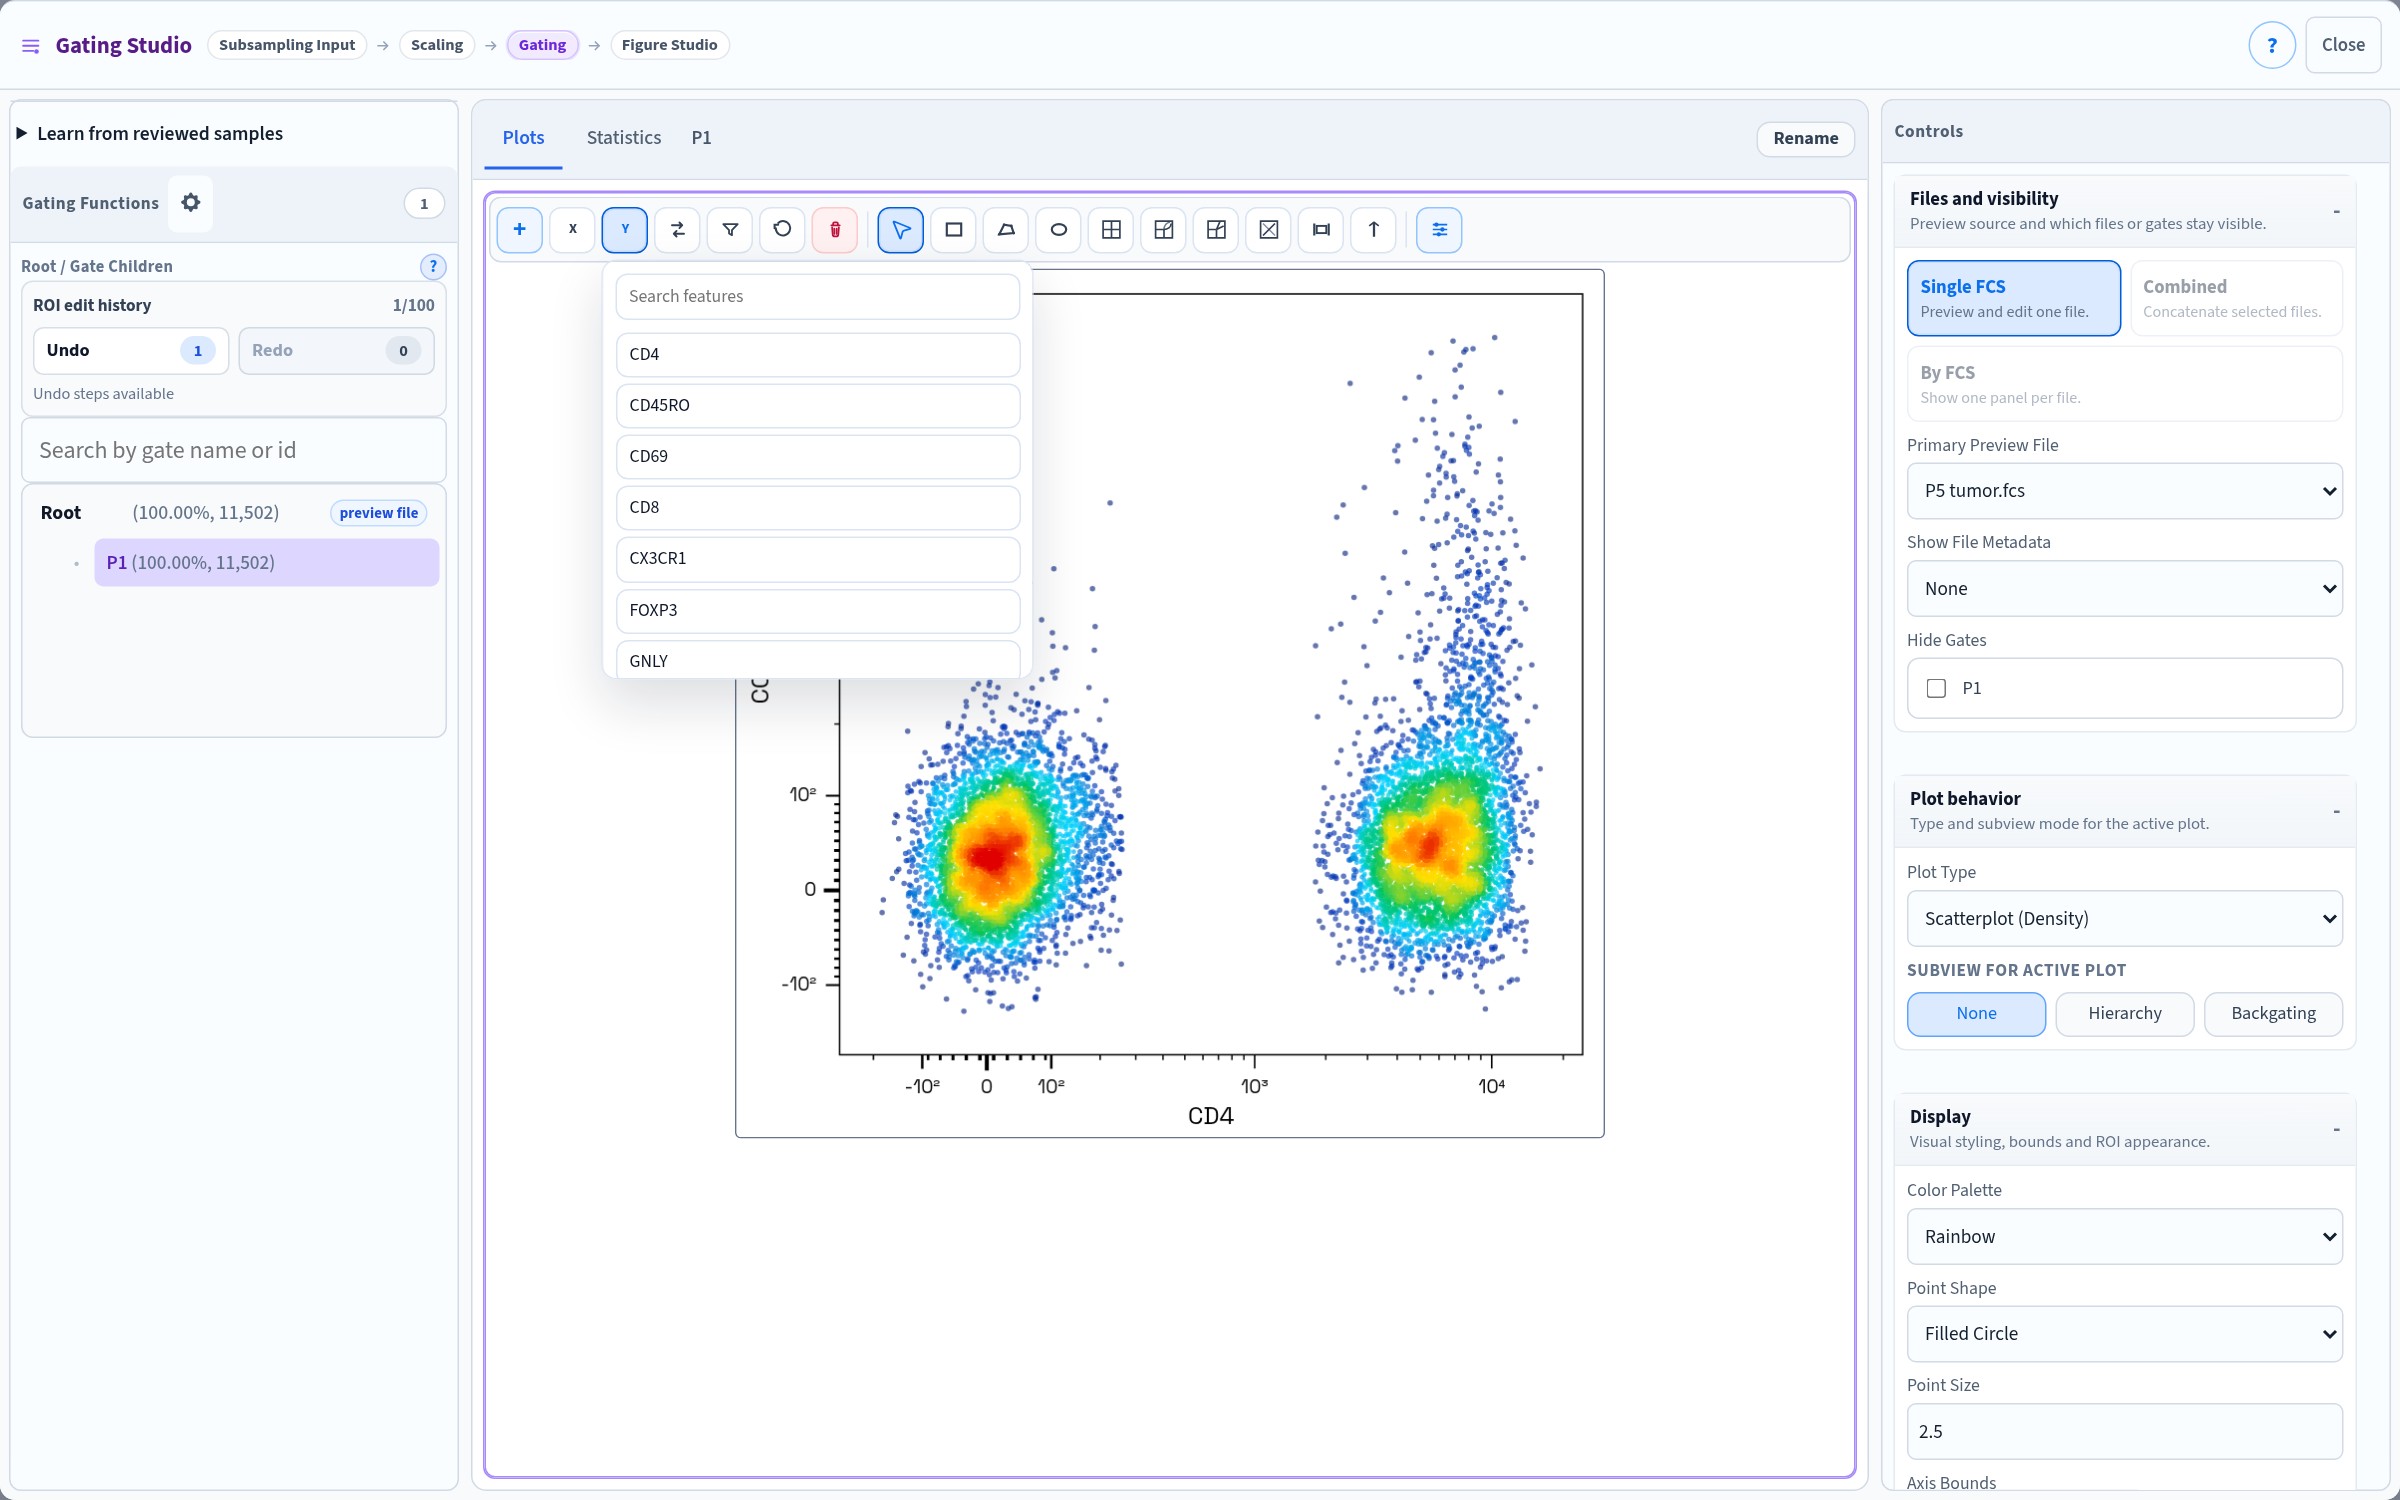 Gating Studio
Subsampling Input → Scaling → Gating → Figure Studio
?
Close
Learn from reviewed samples
Gating Functions
1
Root / Gate Children
?
ROI edit history
1/100
Undo 1
Redo 0
Undo steps available
Search by gate name or id
Root (100.00%, 11,502) preview file
P1 (100.00%, 11,502)
Plots
Statistics
P1
Rename
X
Y
Search features
CD4
CD45RO
CD69
CD8
CX3CR1
FOXP3
GNLY
10²
0
-10²
-10²
0
10²
10³
10⁴
CD4
Controls
Files and visibility
Preview source and which files or gates stay visible.
Single FCS
Preview and edit one file.
Combined
Concatenate selected files.
By FCS
Show one panel per file.
Primary Preview File
P5 tumor.fcs
Show File Metadata
None
Hide Gates
P1
Plot behavior
Type and subview mode for the active plot.
Plot Type
Scatterplot (Density)
SUBVIEW FOR ACTIVE PLOT
None
Hierarchy
Backgating
Display
Visual styling, bounds and ROI appearance.
Color Palette
Rainbow
Point Shape
Filled Circle
Point Size
2.5
Axis Bounds